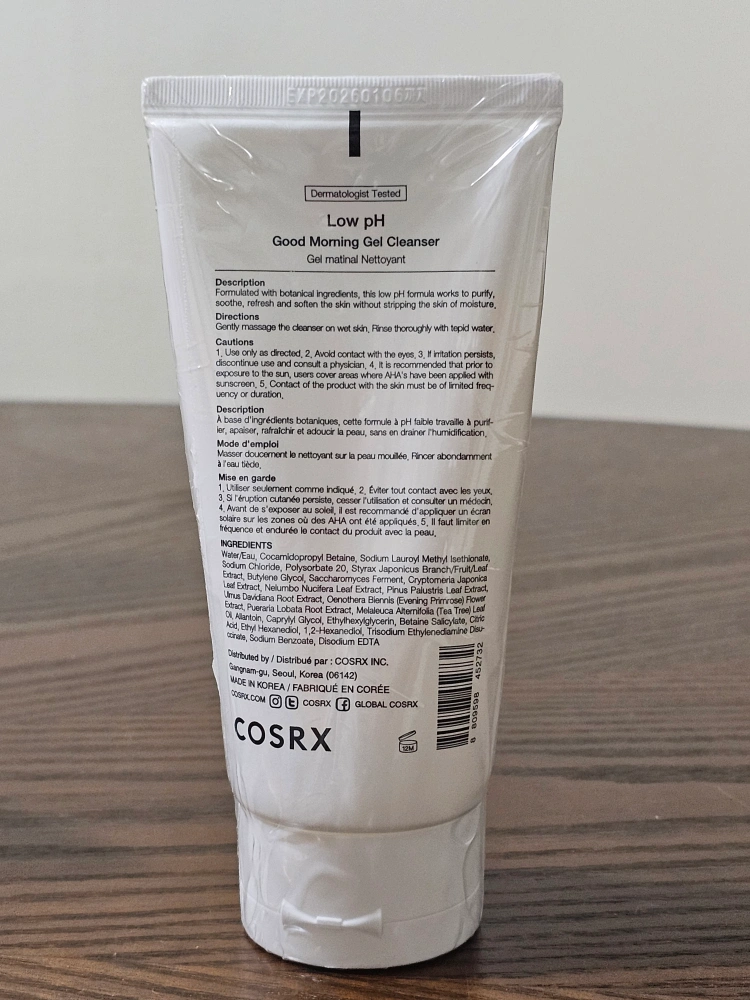 EXP20260106까지
Dermatologist Tested
Low pH
Good Morning Gel Cleanser
Gel matinal Nettoyant
Description
Formulated with botanical ingredients, this low pH formula works to purify,
soothe, refresh and soften the skin without stripping the skin of moisture.
Directions
Gently massage the cleanser on wet skin. Rinse thoroughly with tepid water.
Cautions
1. Use only as directed. 2. Avoid contact with the eyes. 3. If irritation persists,
discontinue use and consult a physician. 4. It is recommended that prior to
exposure to the sun, users cover areas where AHA's have been applied with
sunscreen. 5. Contact of the product with the skin must be of limited freq-
uency or duration.
Description
À base d'ingrédients botaniques, cette formule à pH faible travaille à purif-
ier, apaiser, rafraîchir et adoucir la peau, sans en drainer l'humidification.
Mode d'emploi
Masser doucement le nettoyant sur la peau mouillée. Rincer abondamment
à l'eau tiède.
Mise en garde
1. Utiliser seulement comme indiqué. 2. Éviter tout contact avec les yeux.
3. Si l'éruption cutanée persiste, cesser l'utilisation et consulter un médecin.
4. Avant de s'exposer au soleil, il est recommandé d'appliquer un écran
solaire sur les zones où des AHA ont été appliqués. 5. Il faut limiter en
fréquence et endurée le contact du produit avec la peau.
INGREDIENTS
Water/Eau, Cocamidopropyl Betaine, Sodium Lauroyl Methyl Isethionate,
Sodium Chloride, Polysorbate 20, Styrax Japonicus Branch/Fruit/Leaf
Extract, Butylene Glycol, Saccharomyces Ferment, Cryptomeria Japonica
Leaf Extract, Nelumbo Nucifera Leaf Extract, Pinus Palustris Leaf Extract,
Ulmus Davidiana Root Extract, Oenothera Biennis (Evening Primrose) Flower
Extract, Pueraria Lobata Root Extract, Melaleuca Alternifolia (Tea Tree) Leaf
Oil, Allantoin, Caprylyl Glycol, Ethylhexylglycerin, Betaine Salicylate, Citric
Acid, Ethyl Hexanediol, 1,2-Hexanediol, Trisodium Ethylenediamine Disu-
ccinate, Sodium Benzoate, Disodium EDTA
Distributed by / Distribué par : COSRX INC.
Gangnam-gu, Seoul, Korea (06142)
MADE IN KOREA / FABRIQUÉ EN CORÉE
COSRX.COM COSRX GLOBAL COSRX
COSRX
12M
8 809598 452732